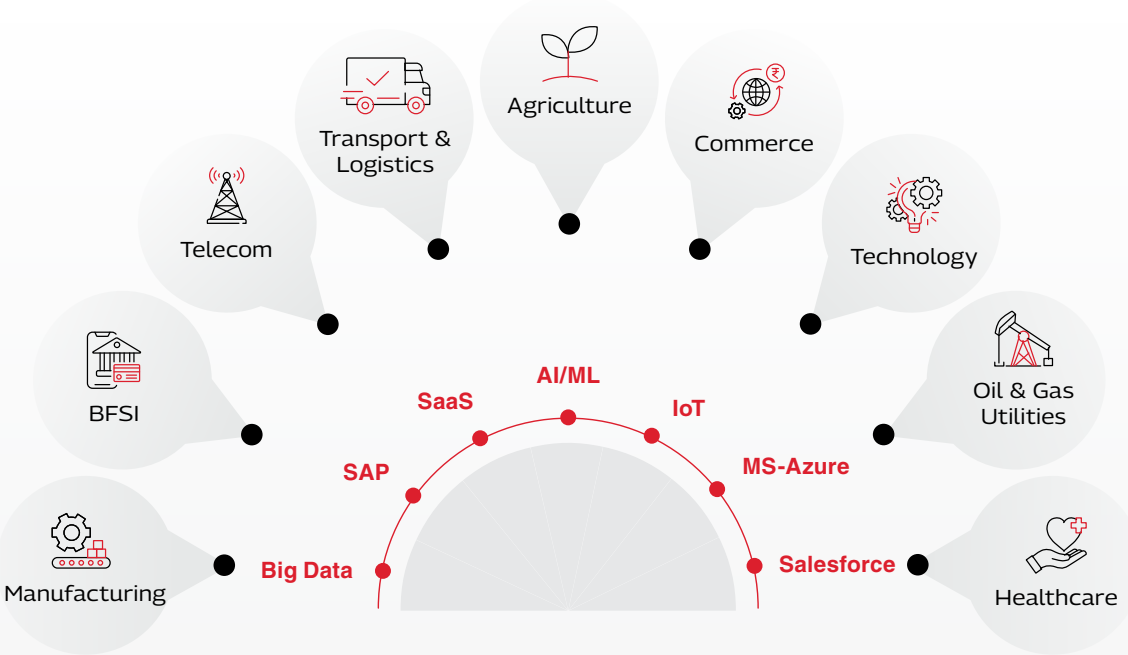 Agriculture
Transport &
Logistics
Commerce
Telecom
Technology
BFSI
Oil & Gas
Utilities
Manufacturing
Healthcare
AI/ML
SaaS
IoT
SAP
MS-Azure
Big Data
Salesforce
₹